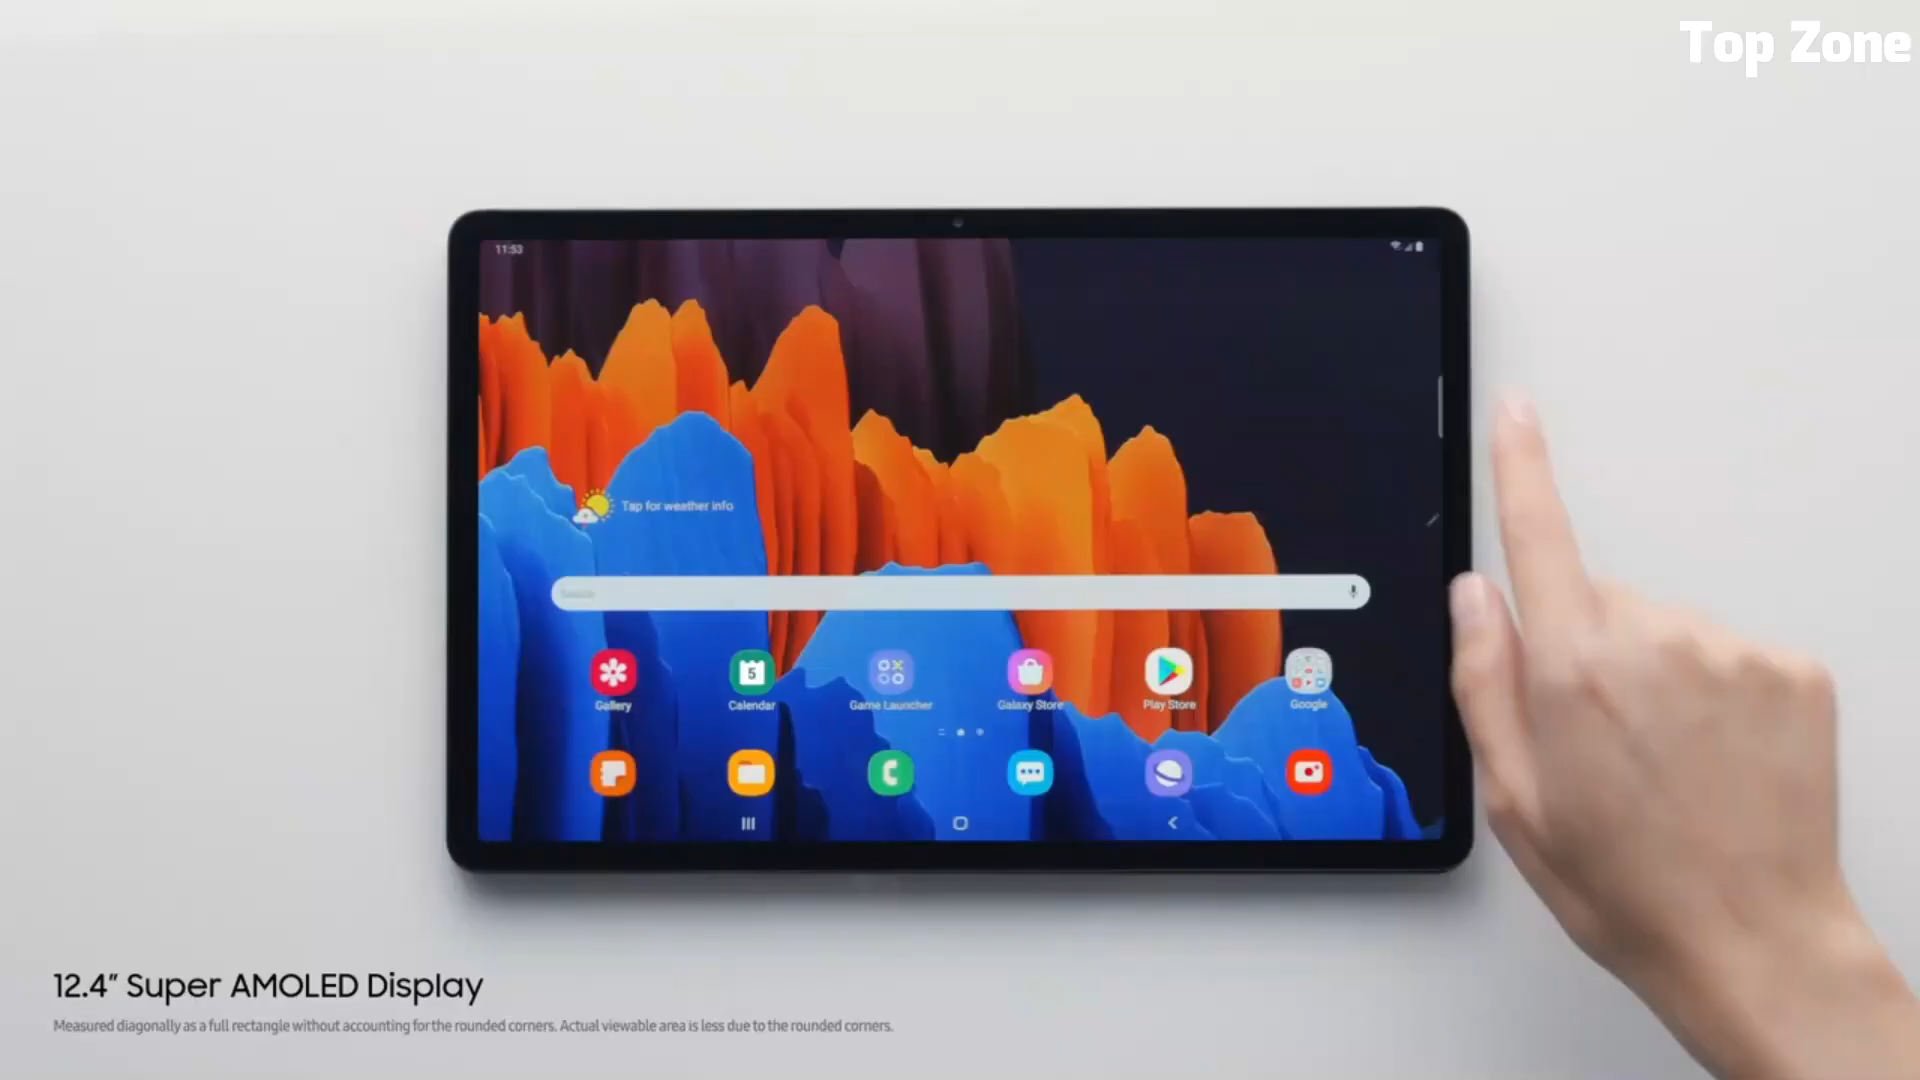 Top Zone
11:53
Tap for weather info
Gallery
5
Calendar
Game Launcher
Galaxy Store
Play Store
Google
12.4" Super AMOLED Display
Measured diagonally as a full rectangle without accounting for the rounded corners. Actual viewable area is less due to the rounded corners.